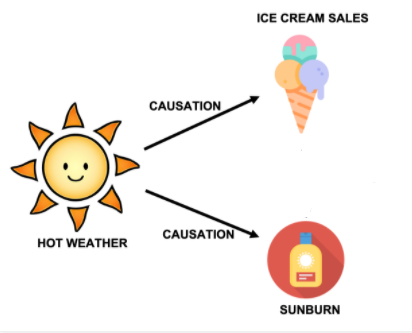 ICE CREAM SALES
CAUSATION
HOT WEATHER
CAUSATION
SUNBURN